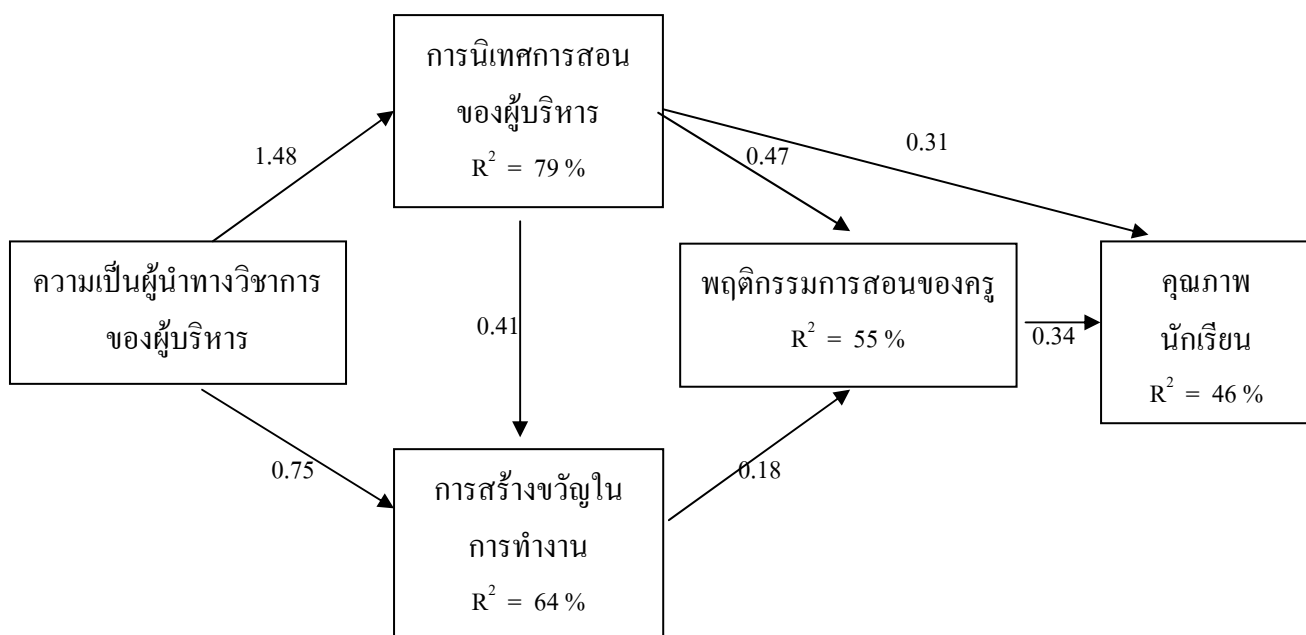 การนิเทศการสอน
ของผู้บริหาร
R² = 79 %
1.48
0.47
0.31
ความเป็นผู้นำทางวิชาการ
ของผู้บริหาร
0.41
พฤติกรรมการสอนของครู
R² = 55 %
0.34
คุณภาพ
นักเรียน
R² = 46 %
0.75
0.18
การสร้างขวัญใน
การทำงาน
R² = 64 %